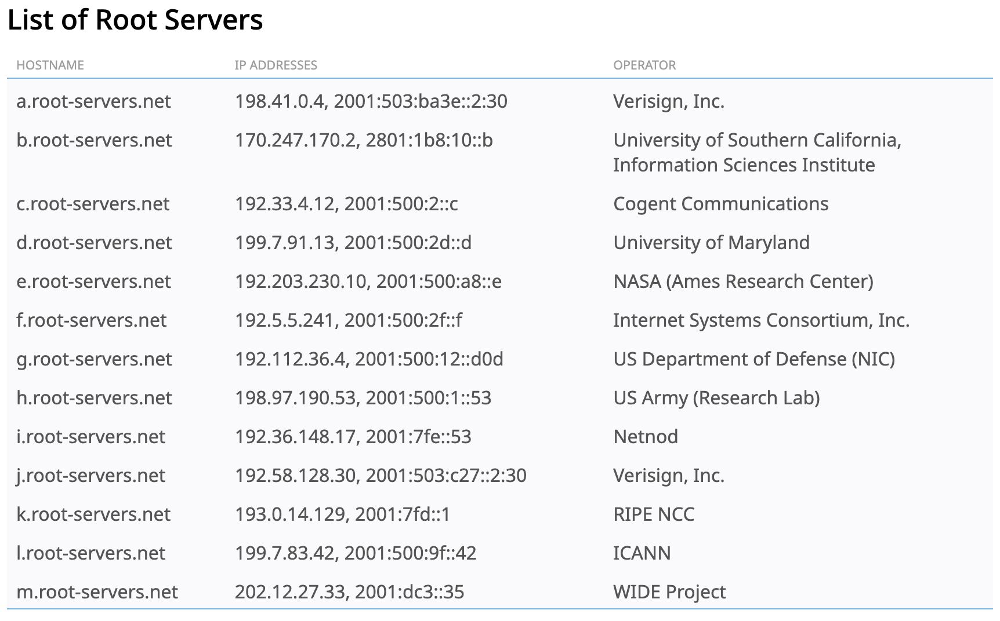 List of Root Servers
HOSTNAME IP ADDRESSES OPERATOR
a.root-servers.net 198.41.0.4, 2001:503:ba3e::2:30 Verisign, Inc.
b.root-servers.net 170.247.170.2, 2801:1b8:10::b University of Southern California,
Information Sciences Institute
c.root-servers.net 192.33.4.12, 2001:500:2::c Cogent Communications
d.root-servers.net 199.7.91.13, 2001:500:2d::d University of Maryland
e.root-servers.net 192.203.230.10, 2001:500:a8::e NASA (Ames Research Center)
f.root-servers.net 192.5.5.241, 2001:500:2f::f Internet Systems Consortium, Inc.
g.root-servers.net 192.112.36.4, 2001:500:12::d0d US Department of Defense (NIC)
h.root-servers.net 198.97.190.53, 2001:500:1::53 US Army (Research Lab)
i.root-servers.net 192.36.148.17, 2001:7fe::53 Netnod
j.root-servers.net 192.58.128.30, 2001:503:c27::2:30 Verisign, Inc.
k.root-servers.net 193.0.14.129, 2001:7fd::1 RIPE NCC
l.root-servers.net 199.7.83.42, 2001:500:9f::42 ICANN
m.root-servers.net 202.12.27.33, 2001:dc3::35 WIDE Project